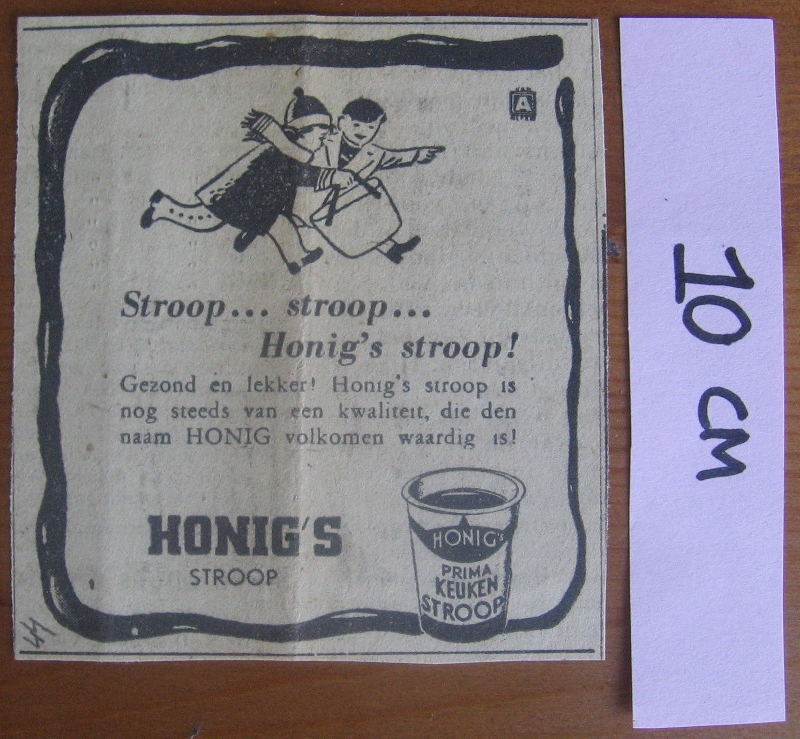 A
Stroop... stroop...
Honig's stroop!
Gezond en lekker! Honig's stroop is
nog steeds van een kwaliteit, die den
naam HONIG volkomen waardig is!
HONIG'S
STROOP
HONIG'S
PRIMA
KEUKEN
STROOP
44
10 CM